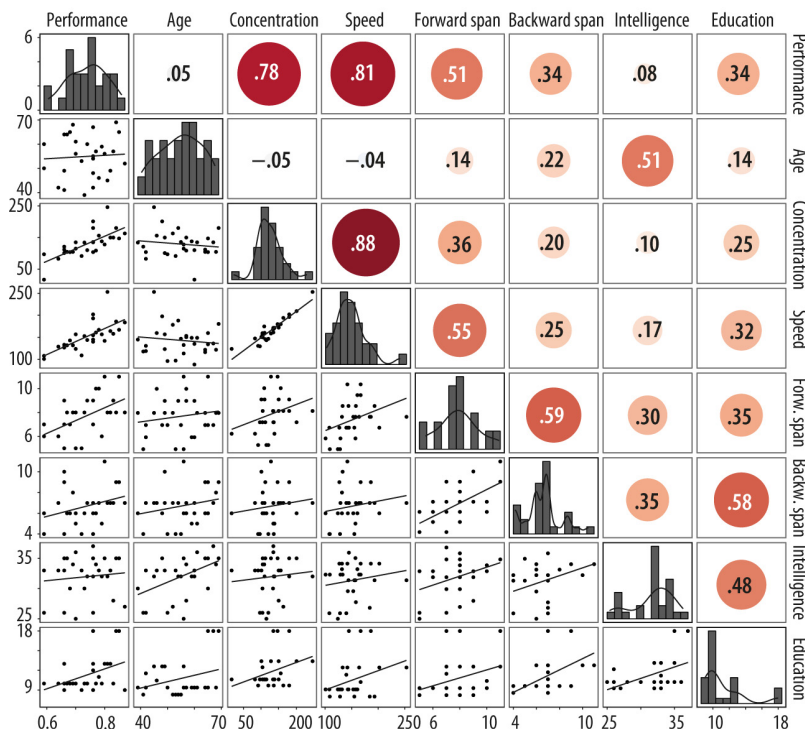 Performance Age Concentration Speed Forward span Backward span Intelligence Education
6 0 .05 .78 .81 .51 .34 .08 .34 Performance
70 40 −.05 −.04 .14 .22 .51 .14 Age
250 50 .88 .36 .20 .10 .25 Concentration
250 100 .55 .25 .17 .32 Speed
10 6 .59 .30 .35 Forw. span
10 4 .35 .58 Backw. span
35 25 .48 Intelligence
18 9 Education
0.6 0.8 40 70 50 200 100 250 6 10 4 10 25 35 10 18